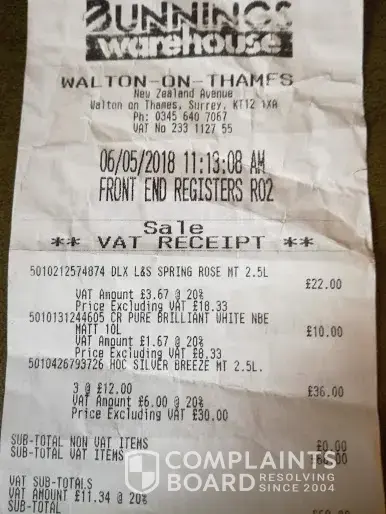 BUNNINGS
warehouse
WALTON-ON-THAMES
New Zealand Avenue
Walton on Thames, Surrey. KT12 1XA
Ph: 0345 640 7067
VAT No 233 1127 55
06/05/2018 11:13:08 AM
FRONT END REGISTERS R02
Sale
** VAT RECEIPT **
5010212574874 DLX L&S SPRING ROSE MT 2.5L
£22.00
VAT Amount £3.67 @ 20%
Price Excluding VAT £18.33
5010131244605 CR PURE BRILLIANT WHITE NBE
MATT 10L £10.00
VAT Amount £1.67 @ 20%
Price Excluding VAT £8.33
5010426793726 HOC SILVER BREEZE MT 2.5L.
3 @ £12.00 £36.00
VAT Amount £6.00 @ 20%
Price Excluding VAT £30.00
SUB-TOTAL NON VAT ITEMS £0.00
SUB-TOTAL VAT ITEMS £68.00
COMPLAINTS
BOARD RESOLVING
SINCE 2004
VAT SUB-TOTALS
VAT AMOUNT £11.34 @ 20%
SUB-TOTAL